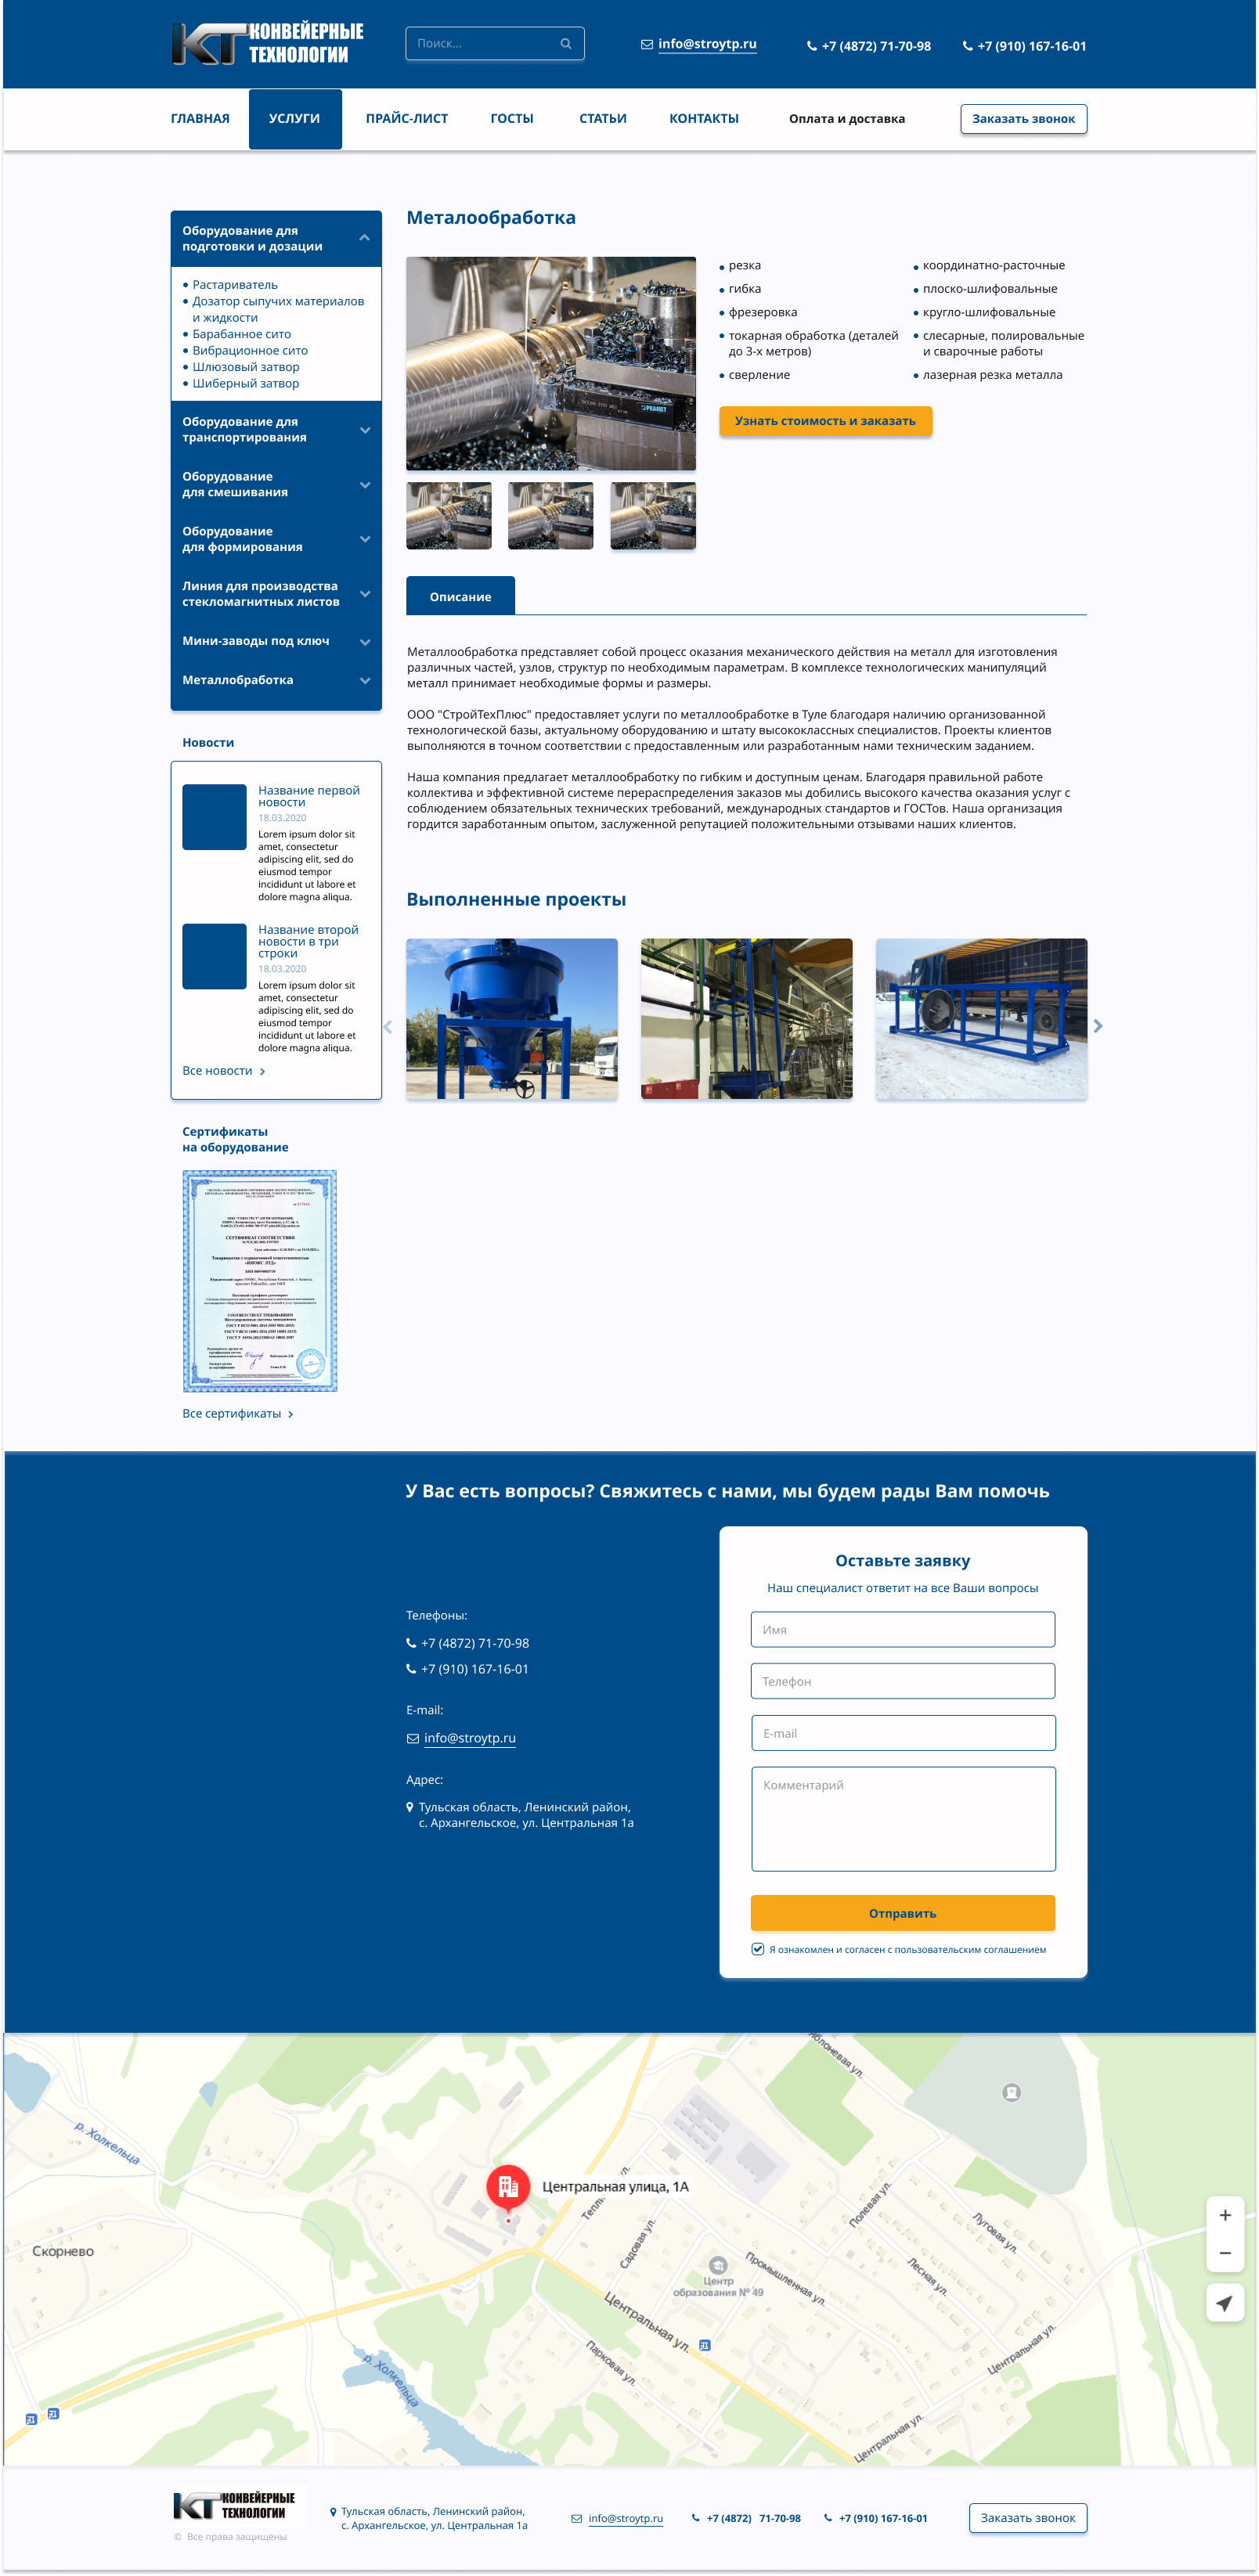 КТ КОНВЕЙЕРНЫЕ
ТЕХНОЛОГИИ
Поиск...
info@stroytp.ru
+7 (4872) 71-70-98
+7 (910) 167-16-01
ГЛАВНАЯ
УСЛУГИ
ПРАЙС-ЛИСТ
ГОСТЫ
СТАТЬИ
КОНТАКТЫ
Оплата и доставка
Заказать звонок
Оборудование для
подготовки и дозации
Растариватель
Дозатор сыпучих материалов
и жидкости
Барабанное сито
Вибрационное сито
Шлюзовый затвор
Шиберный затвор
Оборудование для
транспортирования
Оборудование
для смешивания
Оборудование
для формирования
Линия для производства
стекломагнитных листов
Мини-заводы под ключ
Металлобработка
Новости
Название первой
новости
18.03.2020
Lorem ipsum dolor sit
amet, consectetur
adipiscing elit, sed do
eiusmod tempor
incididunt ut labore et
dolore magna aliqua.
Название второй
новости в три
строки
18.03.2020
Lorem ipsum dolor sit
amet, consectetur
adipiscing elit, sed do
eiusmod tempor
incididunt ut labore et
dolore magna aliqua.
Все новости
Сертификаты
на оборудование
СЕРТИФИКАТ СООТВЕТСТВИЯ
Все сертификаты
Металообработка
PRAMET
резка
гибка
фрезеровка
токарная обработка (деталей
до 3-х метров)
сверление
координатно-расточные
плоско-шлифовальные
кругло-шлифовальные
слесарные, полировальные
и сварочные работы
лазерная резка металла
Узнать стоимость и заказать
Описание
Металлообработка представляет собой процесс оказания механического действия на металл для изготовления
различных частей, узлов, структур по необходимым параметрам. В комплексе технологических манипуляций
металл принимает необходимые формы и размеры.
ООО "СтройТехПлюс" предоставляет услуги по металлообработке в Туле благодаря наличию организованной
технологической базы, актуальному оборудованию и штату высококлассных специалистов. Проекты клиентов
выполняются в точном соответствии с предоставленным или разработанным нами техническим заданием.
Наша компания предлагает металлообработку по гибким и доступным ценам. Благодаря правильной работе
коллектива и эффективной системе перераспределения заказов мы добились высокого качества оказания услуг с
соблюдением обязательных технических требований, международных стандартов и ГОСТов. Наша организация
гордится заработанным опытом, заслуженной репутацией положительными отзывами наших клиентов.
Выполненные проекты
У Вас есть вопросы? Свяжитесь с нами, мы будем рады Вам помочь
Телефоны:
+7 (4872) 71-70-98
+7 (910) 167-16-01
E-mail:
info@stroytp.ru
Адрес:
Тульская область, Ленинский район,
с. Архангельское, ул. Центральная 1а
Оставьте заявку
Наш специалист ответит на все Ваши вопросы
Имя
Телефон
E-mail
Комментарий
Отправить
Я ознакомлен и согласен с пользовательским соглашением
р. Холкельца
Скорнево
Центральная улица, 1А
Садовая ул.
Полевая ул.
Луговая ул.
Лесная ул.
Промышленная ул.
Центр
образования № 49
Центральная ул.
Парковая ул.
р. Холкельца
Центральная ул.
Центральная ул.
КТ КОНВЕЙЕРНЫЕ
ТЕХНОЛОГИИ
© Все права защищены
Тульская область, Ленинский район,
с. Архангельское, ул. Центральная 1а
info@stroytp.ru
+7 (4872) 71-70-98
+7 (910) 167-16-01
Заказать звонок